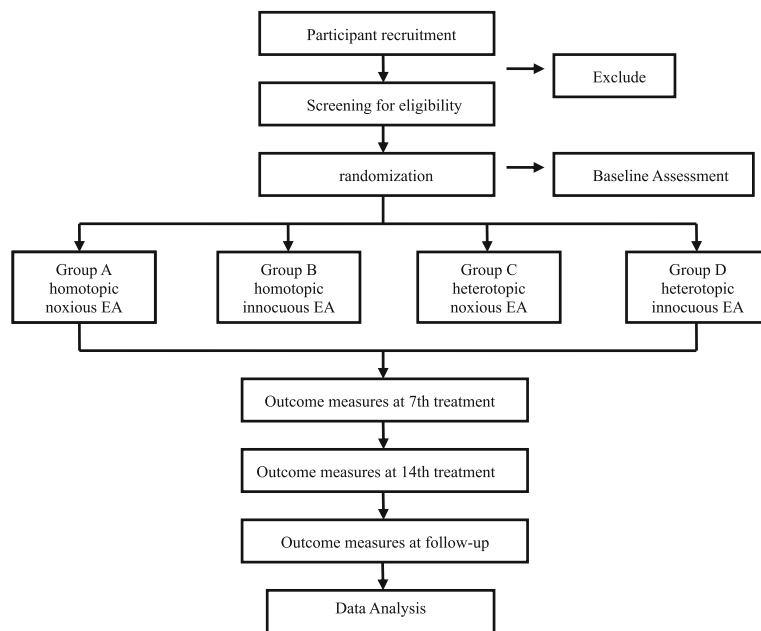 Participant recruitment
Exclude
Screening for eligibility
randomization
Baseline Assessment
Group A
homotopic
noxious EA
Group B
homotopic
innocuous EA
Group C
heterotopic
noxious EA
Group D
heterotopic
innocuous EA
Outcome measures at 7th treatment
Outcome measures at 14th treatment
Outcome measures at follow-up
Data Analysis